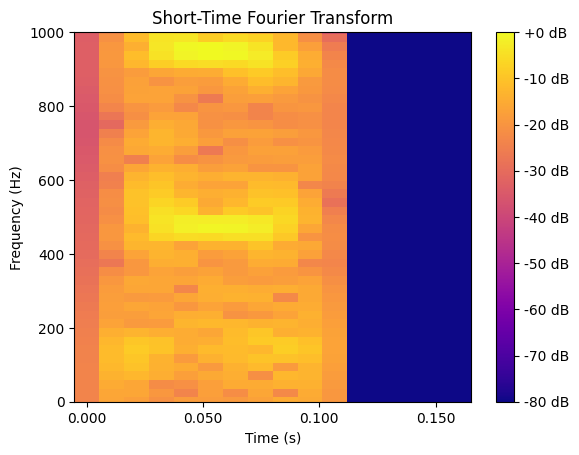 Short-Time Fourier Transform
Frequency (Hz)
1000
800
600
400
200
0
0.000
0.050
0.100
0.150
Time (s)
+0 dB
-10 dB
-20 dB
-30 dB
-40 dB
-50 dB
-60 dB
-70 dB
-80 dB